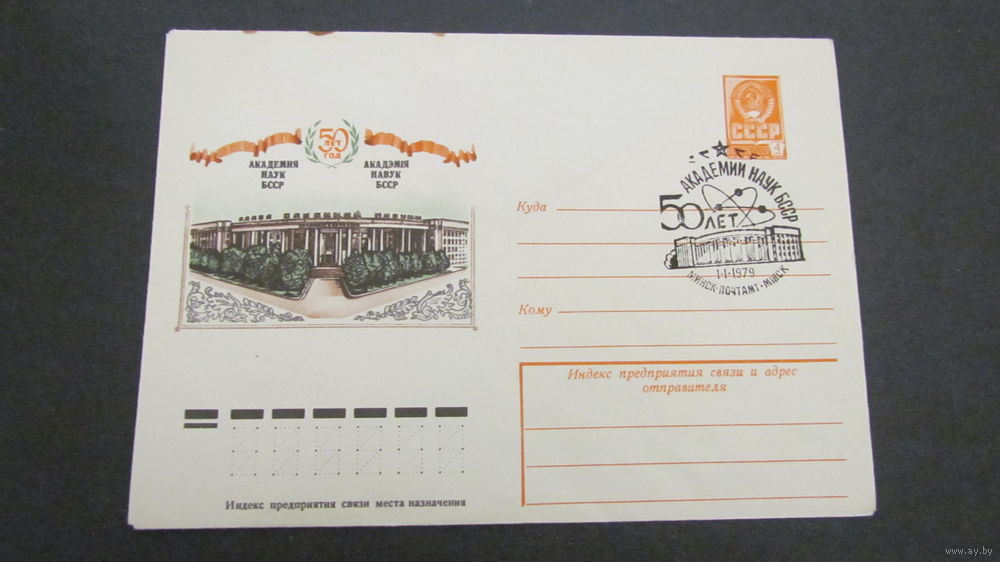 50
ЛЕТ
ГОД
АКАДЕМИЯ
НАУК
БССР
АКАДЭМІЯ
НАВУК
БССР
СССР
4
АКАДЕМИИ НАУК БССР
50 ЛЕТ
1·1·1979
МИНСК·ПОЧТАМТ·МІНСК
Куда
Кому
Индекс предприятия связи и адрес
отправителя
Индекс предприятия связи места назначения
www.ay.by